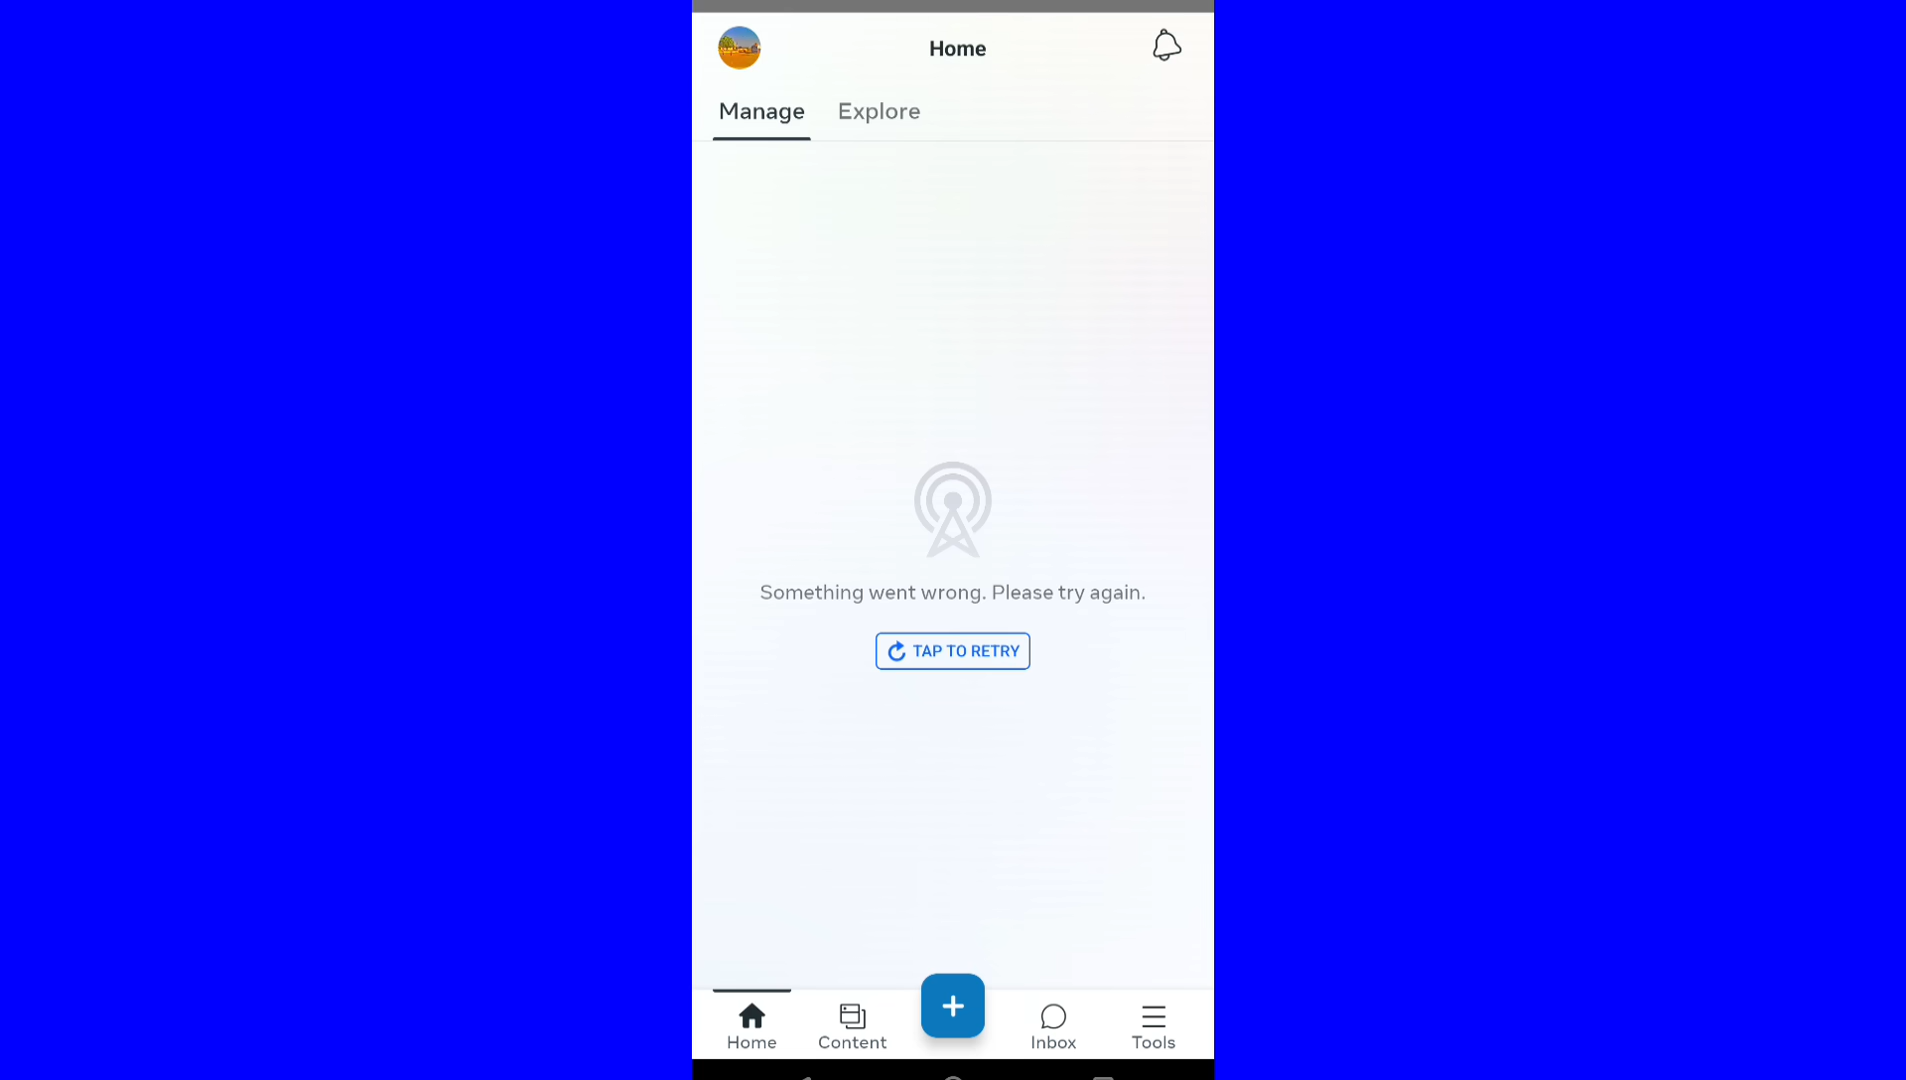 Home
Manage Explore
Something went wrong. Please try again.
TAP TO RETRY
Home Content Inbox Tools